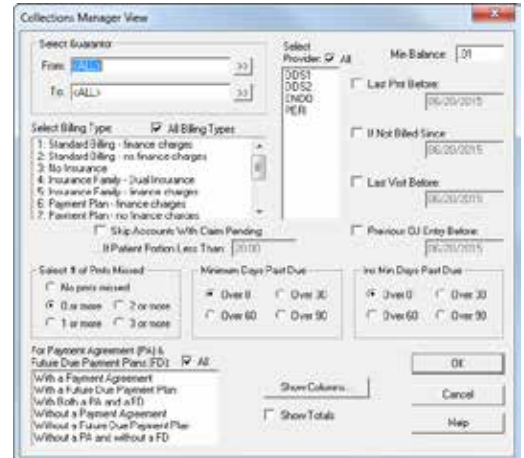 Collections Manager View
Select Guarantor
From: <ALL> >>
To: <ALL> >>
Select
Provider: All
DDS1
DDS2
ENDO
PERI
Min Balance: .01
Last Pmt Before:
06/20/2015
If Not Billed Since
06/20/2015
Last Visit Before:
06/20/2015
Previous OJ Entry Before:
06/20/2015
Select Billing Type: All Billing Types
1: Standard Billing - finance charges
2: Standard Billing - no finance charges
3: No Insurance
4: Insurance Family - Dual Insurance
5: Insurance Family - finance charges
6: Payment Plan - finance charges
7: Payment Plan - no finance charges
Skip Accounts With Claim Pending
If Patient Portion Less Than: 20.00
Select # of Pmts Missed
No pmts missed
0 or more 2 or more
1 or more 3 or more
Minimum Days Past Due
Over 0 Over 30
Over 60 Over 90
Ins Min Days Past Due
Over 0 Over 30
Over 60 Over 90
For Payment Agreement (PA) &
Future Due Payment Plans (FD): All
With a Payment Agreement
With a Future Due Payment Plan
With Both a PA and a FD
Without a Payment Agreement
Without a Future Due Payment Plan
Without a PA and without a FD
Show Columns...
Show Totals
OK
Cancel
Help